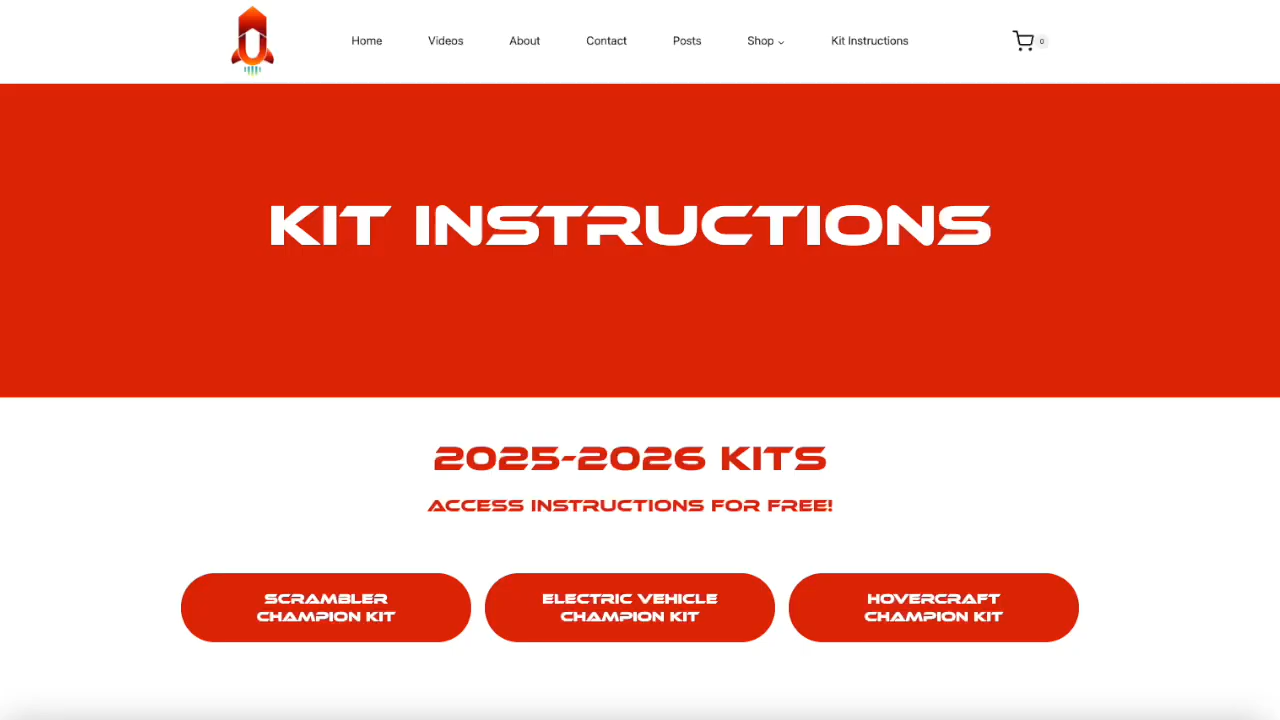 Home Videos About Contact Posts Shop Kit Instructions 0
KIT INSTRUCTIONS
2025-2026 KITS
ACCESS INSTRUCTIONS FOR FREE!
SCRAMBLER
CHAMPION KIT
ELECTRIC VEHICLE
CHAMPION KIT
HOVERCRAFT
CHAMPION KIT